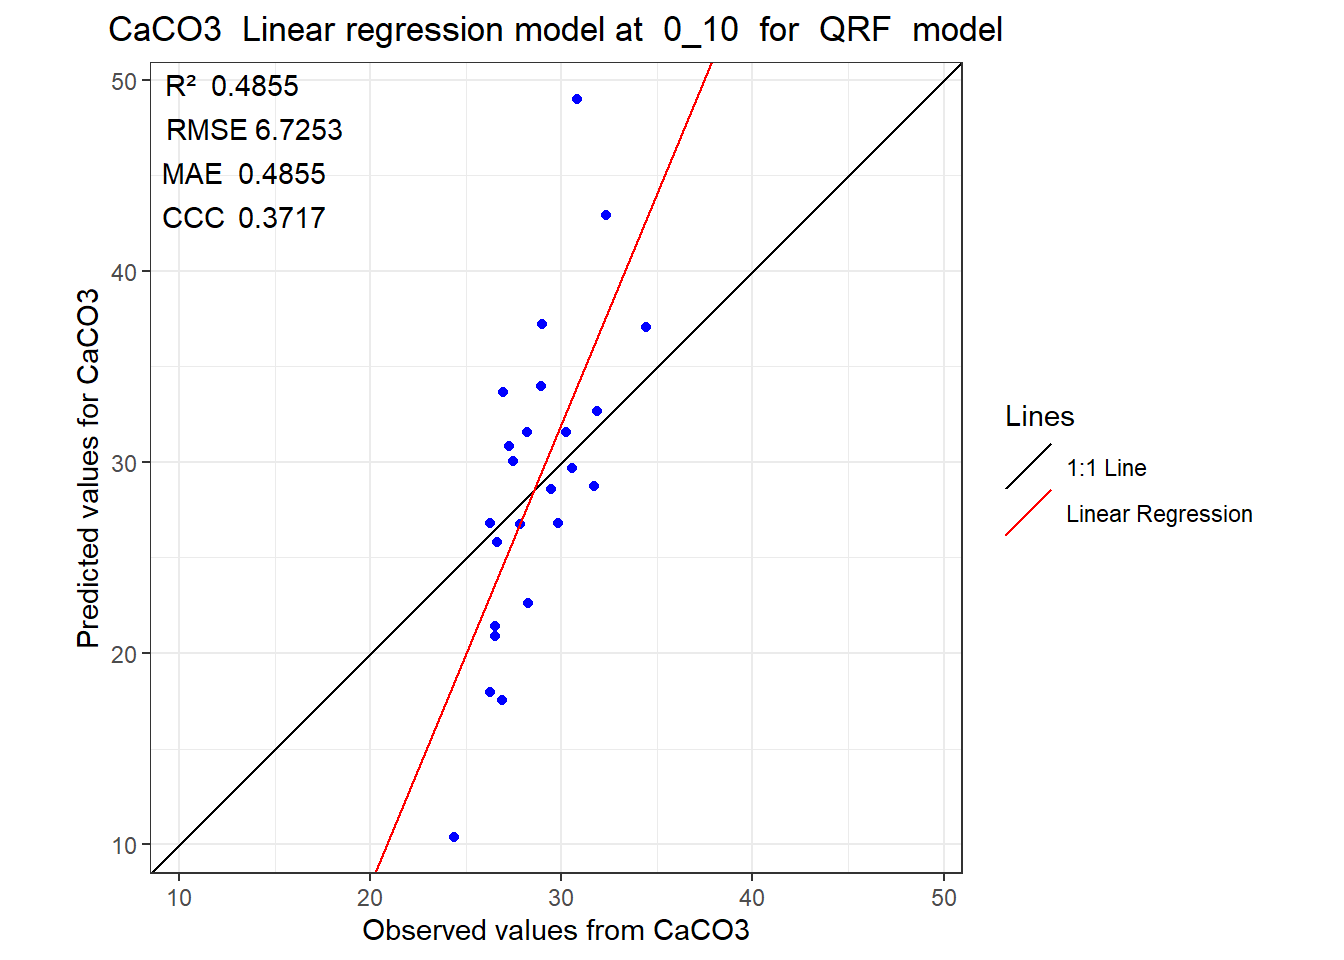 CaCO3  Linear regression model at  0_10  for  QRF  model
R²  0.4855
RMSE 6.7253
MAE  0.4855
CCC  0.3717
50
40
30
20
10
Predicted values for CaCO3
10 20 30 40 50
Observed values from CaCO3
Lines
1:1 Line
Linear Regression